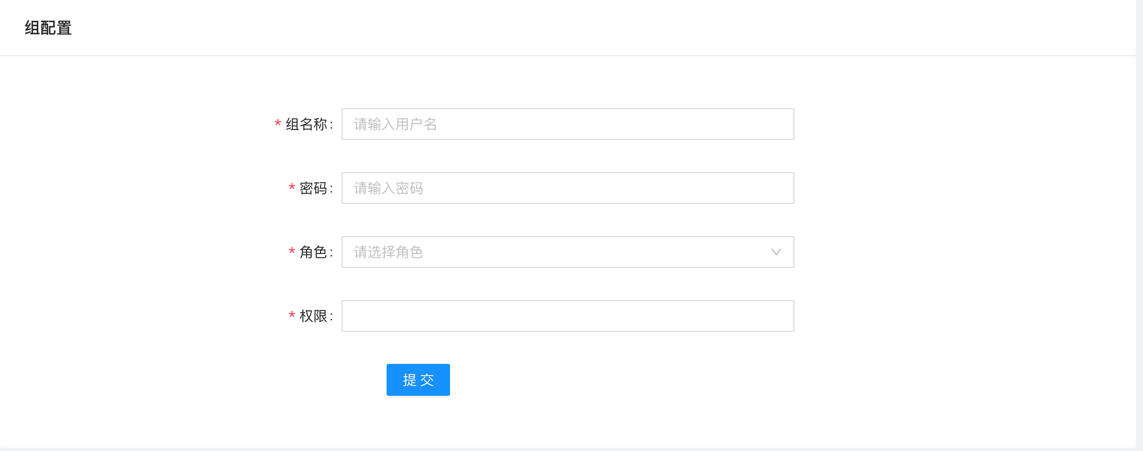 组配置
* 组名称: 请输入用户名
* 密码: 请输入密码
* 角色: 请选择角色
* 权限:
提 交